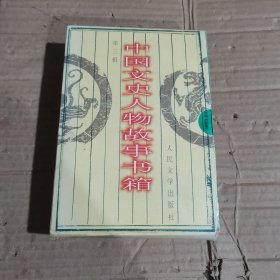 中国文史人物故事书箱
第三辑
人民文学出版社